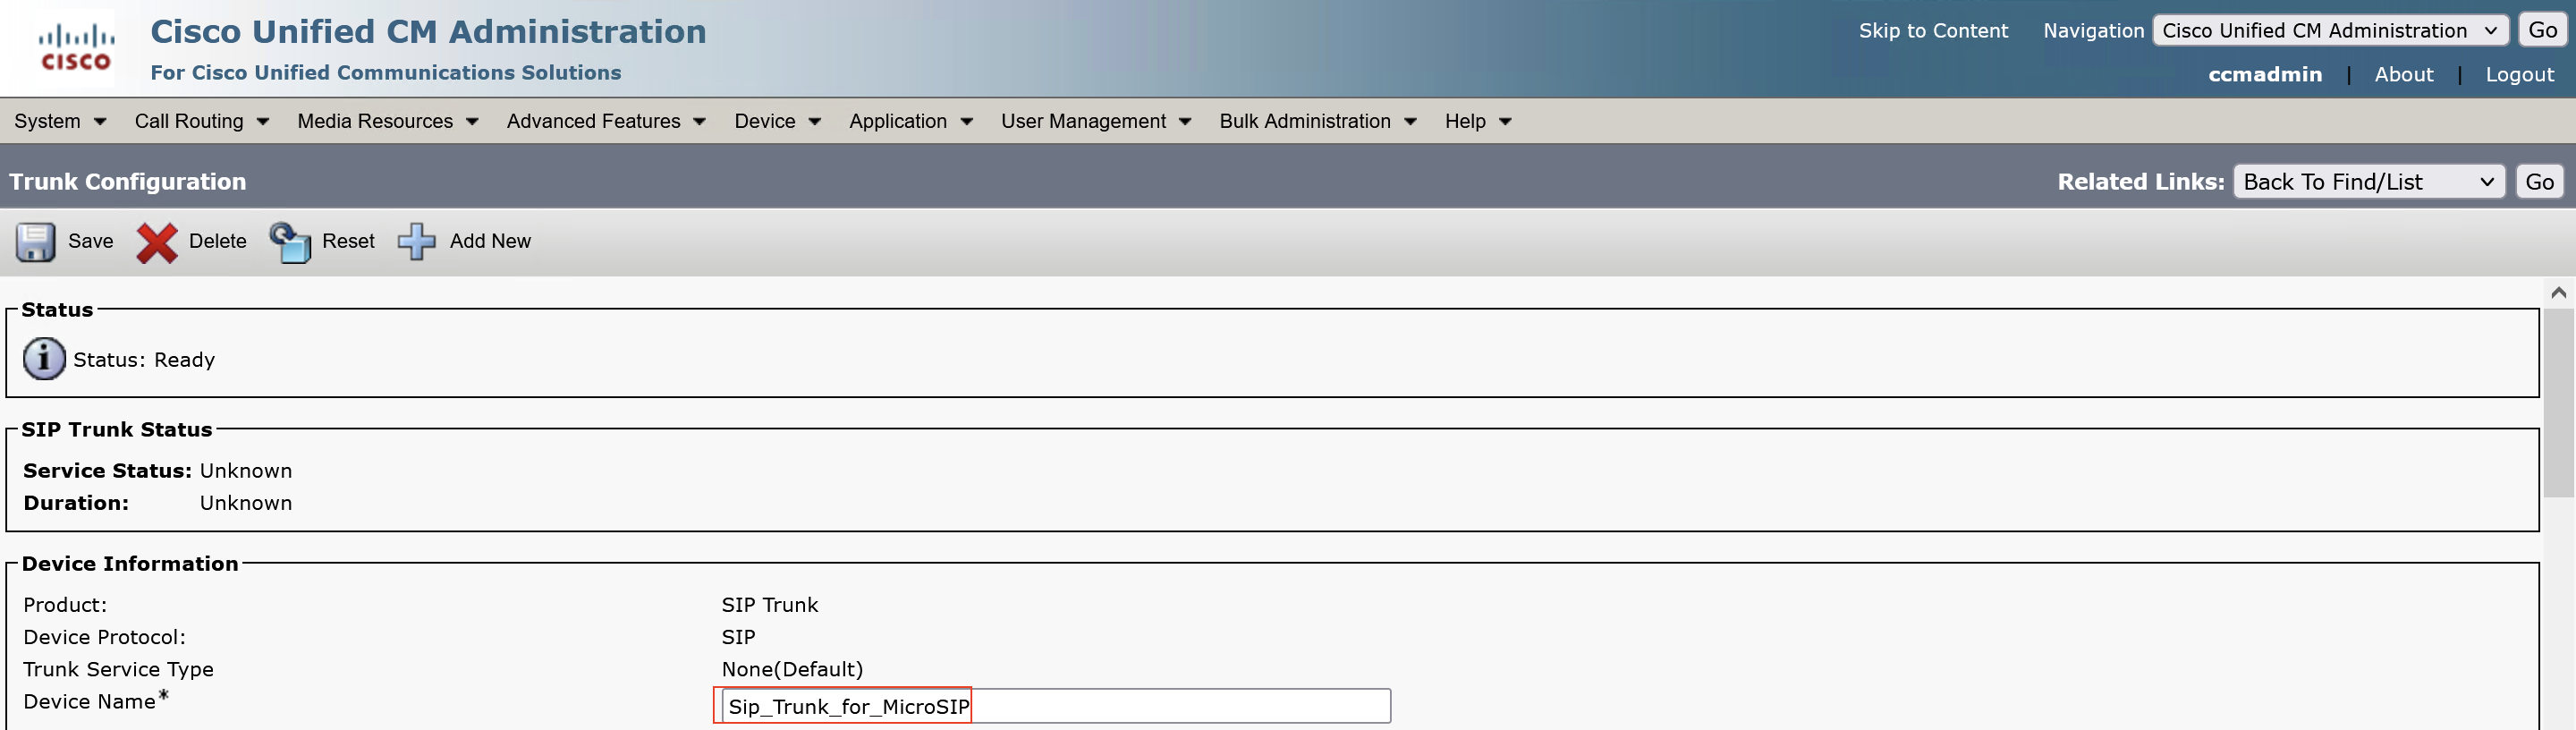 CISCO
Cisco Unified CM Administration
For Cisco Unified Communications Solutions
Skip to Content Navigation Cisco Unified CM Administration Go
ccmadmin | About | Logout
System Call Routing Media Resources Advanced Features Device Application User Management Bulk Administration Help
Trunk Configuration
Related Links: Back To Find/List Go
Save Delete Reset Add New
Status
Status: Ready
SIP Trunk Status
Service Status: Unknown
Duration: Unknown
Device Information
Product: SIP Trunk
Device Protocol: SIP
Trunk Service Type None(Default)
Device Name* Sip_Trunk_for_MicroSIP